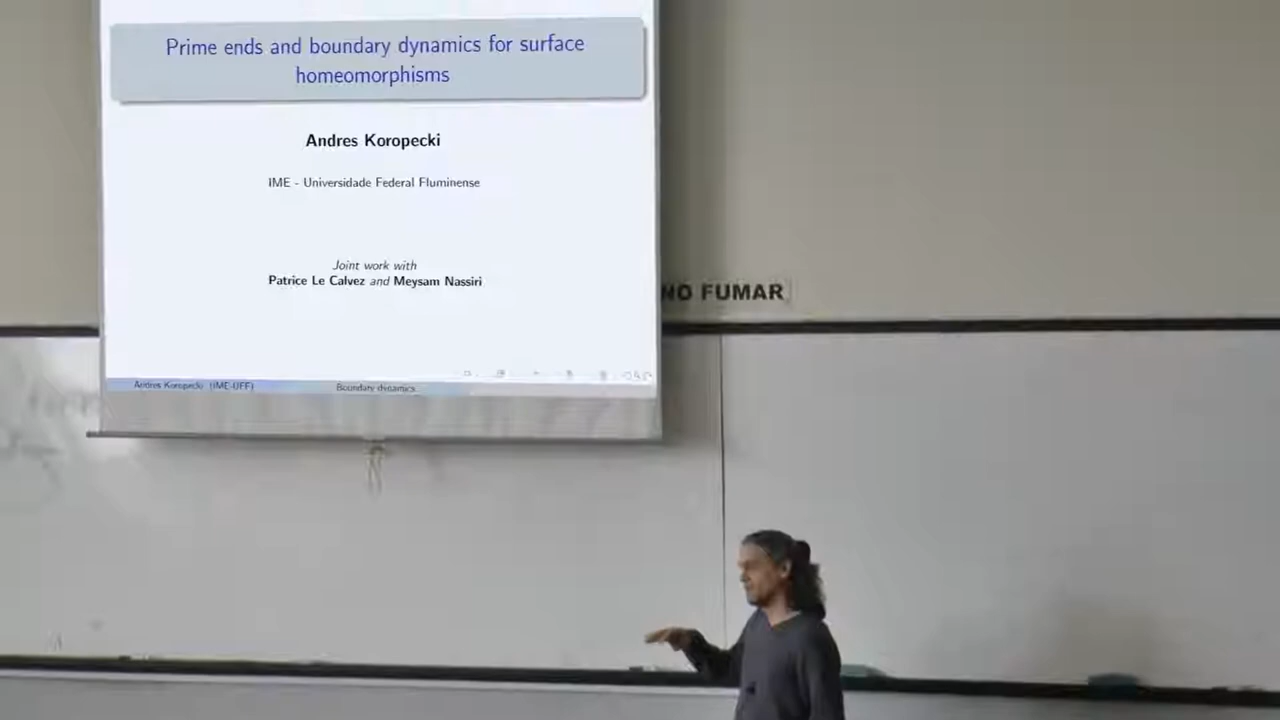 Prime ends and boundary dynamics for surface
homeomorphisms
Andres Koropecki
IME - Universidade Federal Fluminense
Joint work with
Patrice Le Calvez and Meysam Nassiri
NO FUMAR
Andres Koropecki (IME-UFF) Boundary dynamics